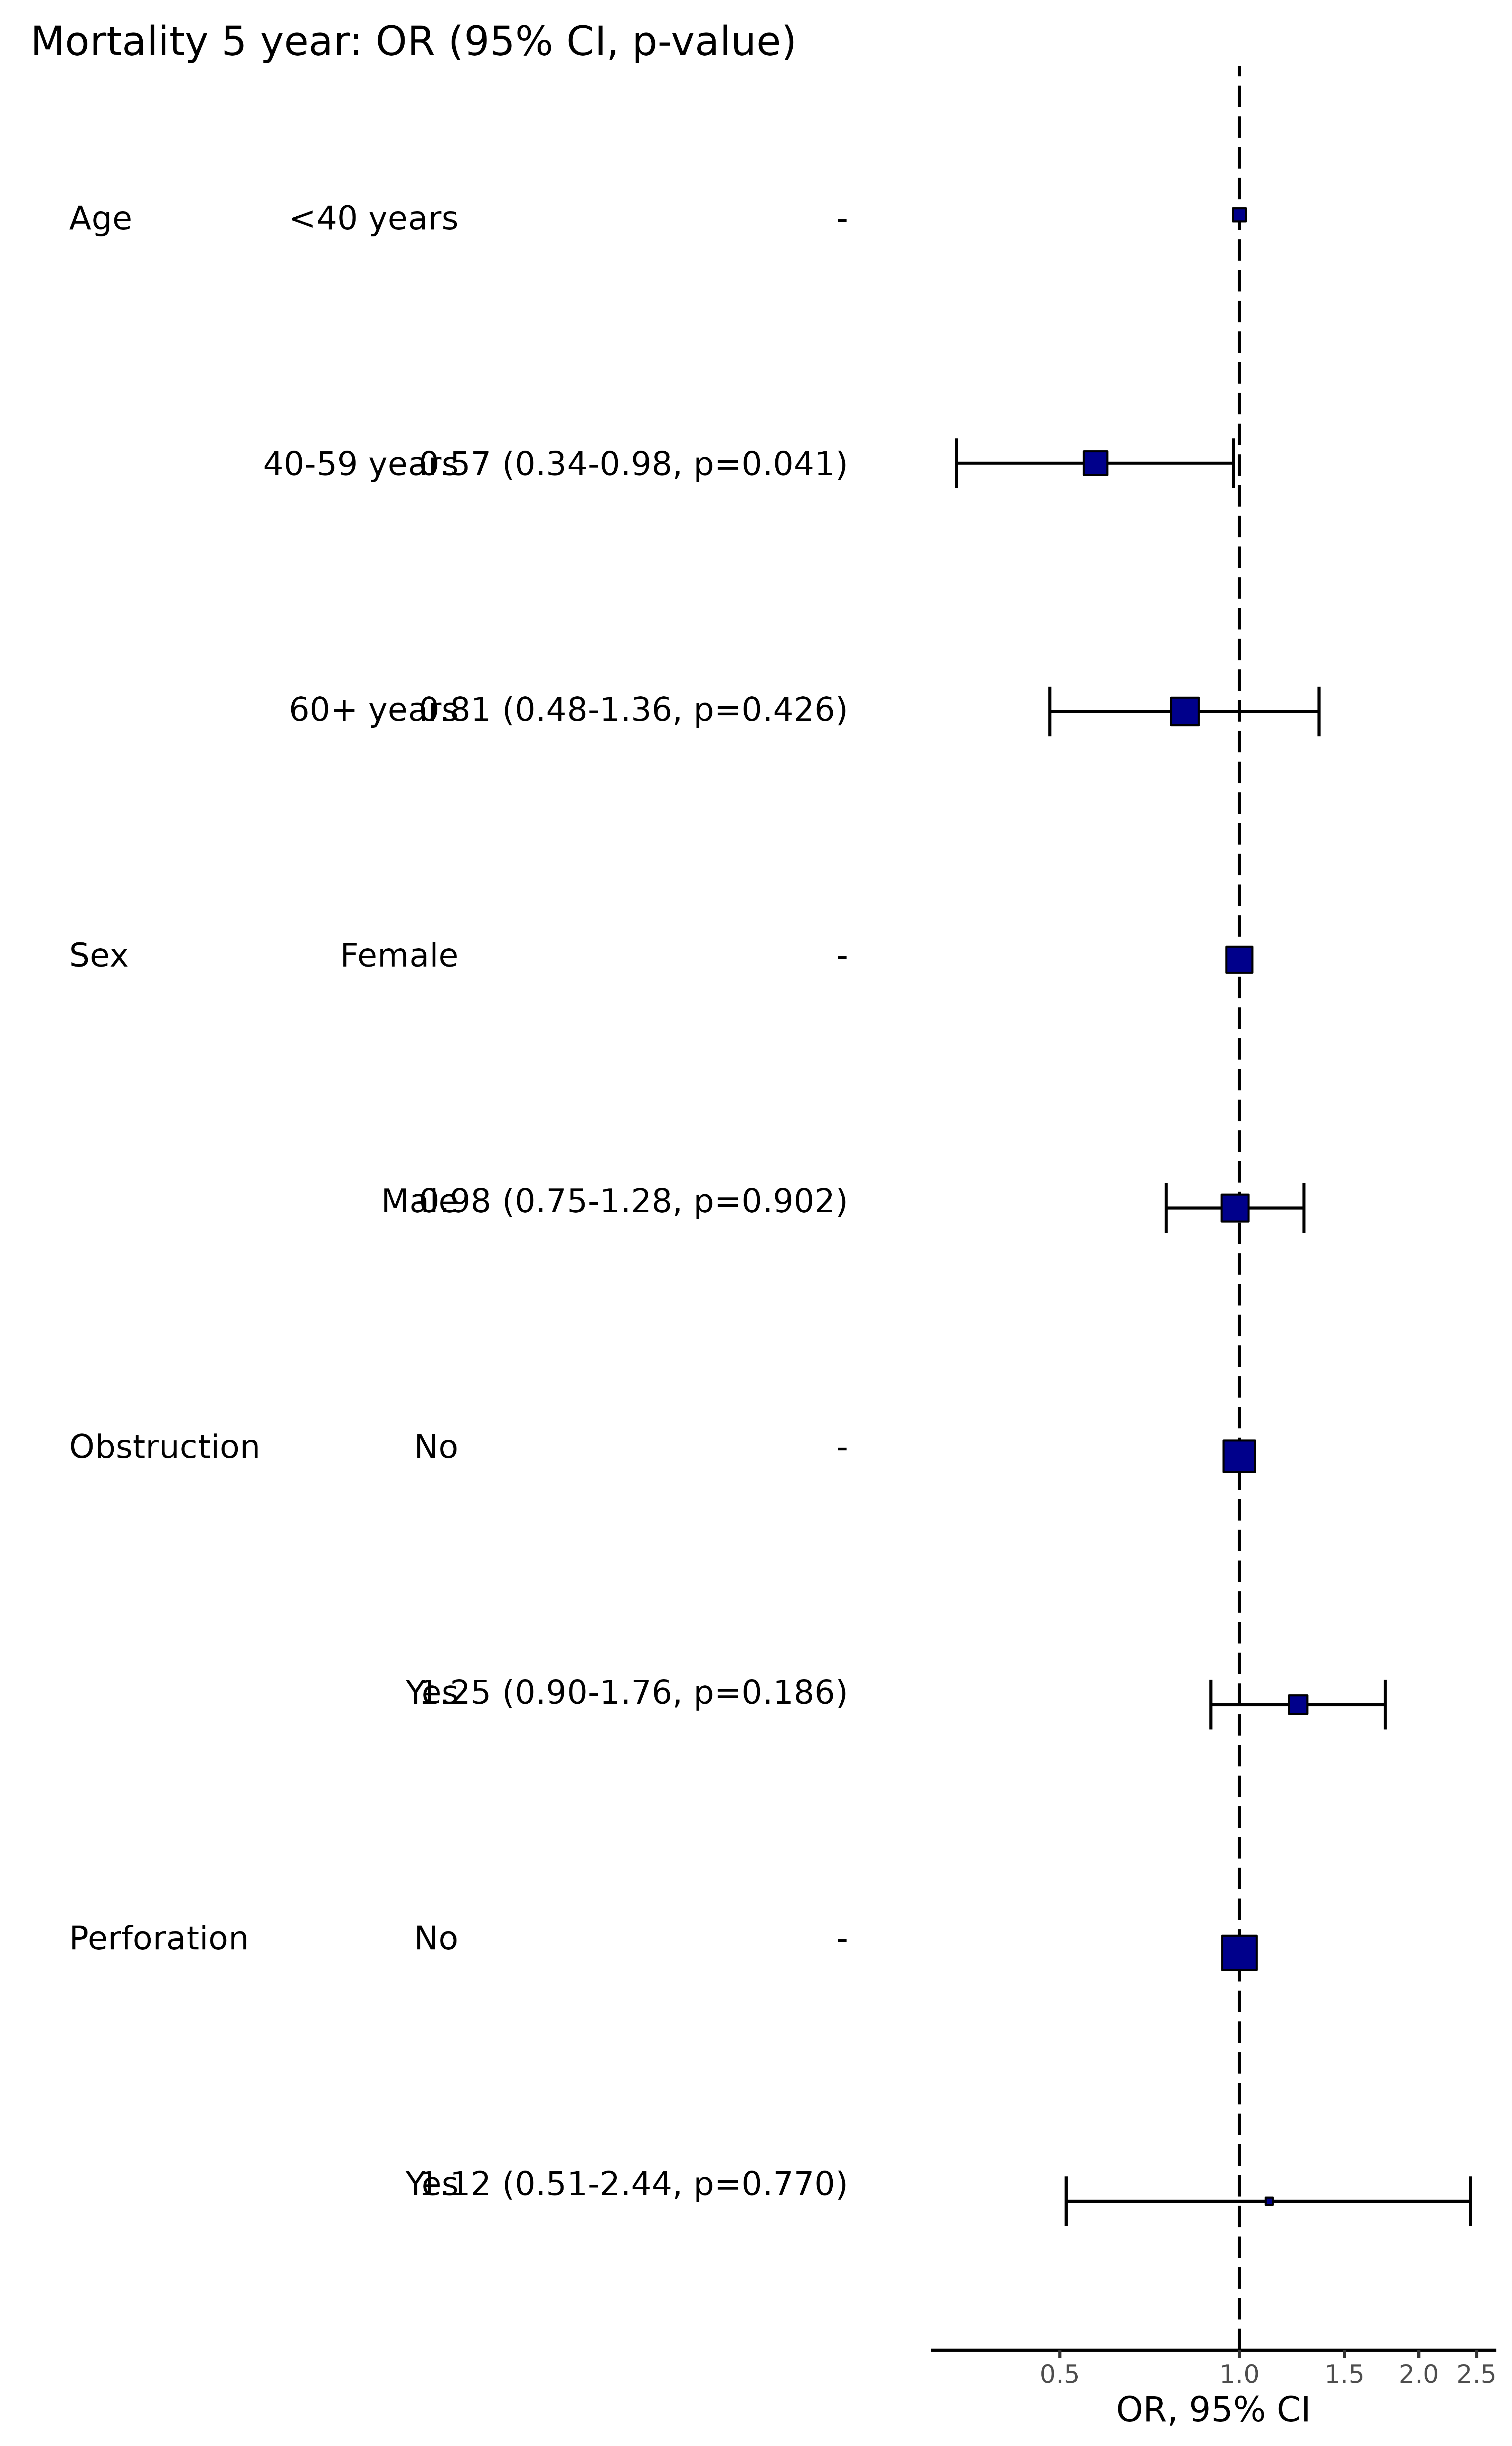 Mortality 5 year: OR (95% CI, p-value)
Age <40 years -
40-59 years 0.57 (0.34-0.98, p=0.041)
60+ years 0.81 (0.48-1.36, p=0.426)
Sex Female -
Male 0.98 (0.75-1.28, p=0.902)
Obstruction No -
Yes 1.25 (0.90-1.76, p=0.186)
Perforation No -
Yes 1.12 (0.51-2.44, p=0.770)
0.5 1.0 1.5 2.0 2.5
OR, 95% CI